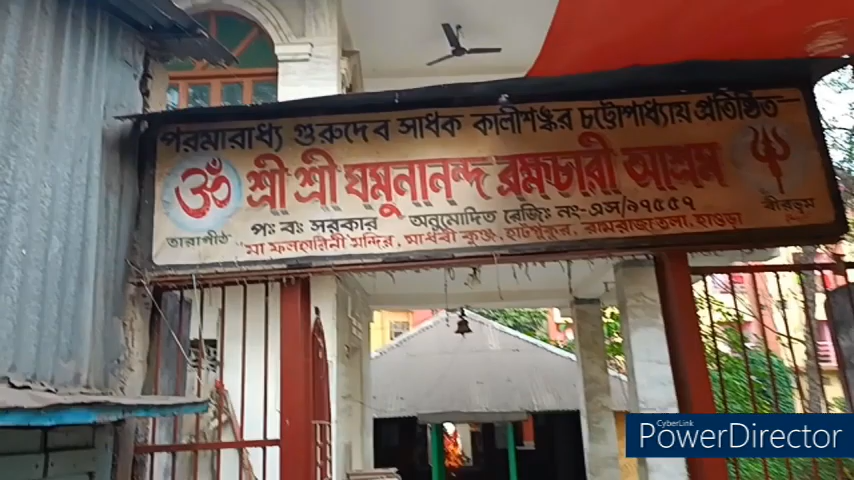 পরমারাধ্য গুরুদেব সাধক কালীশঙ্কর চট্টোপাধ্যায় প্রতিষ্ঠিত
ॐ শ্রী শ্রী যমুনানন্দ ব্রহ্মচারী আশ্রম
তারাপীঠ পঃ বঃ সরকার অনুমোদিত রেজিঃ নং-এস/৯৭৫৫৭ বীরভূম
মা ফলহারিনী মন্দির, মাধবী কুঞ্জ, হাটপুকুর, রামরাজাতলা, হাওড়া
CyberLink
PowerDirector